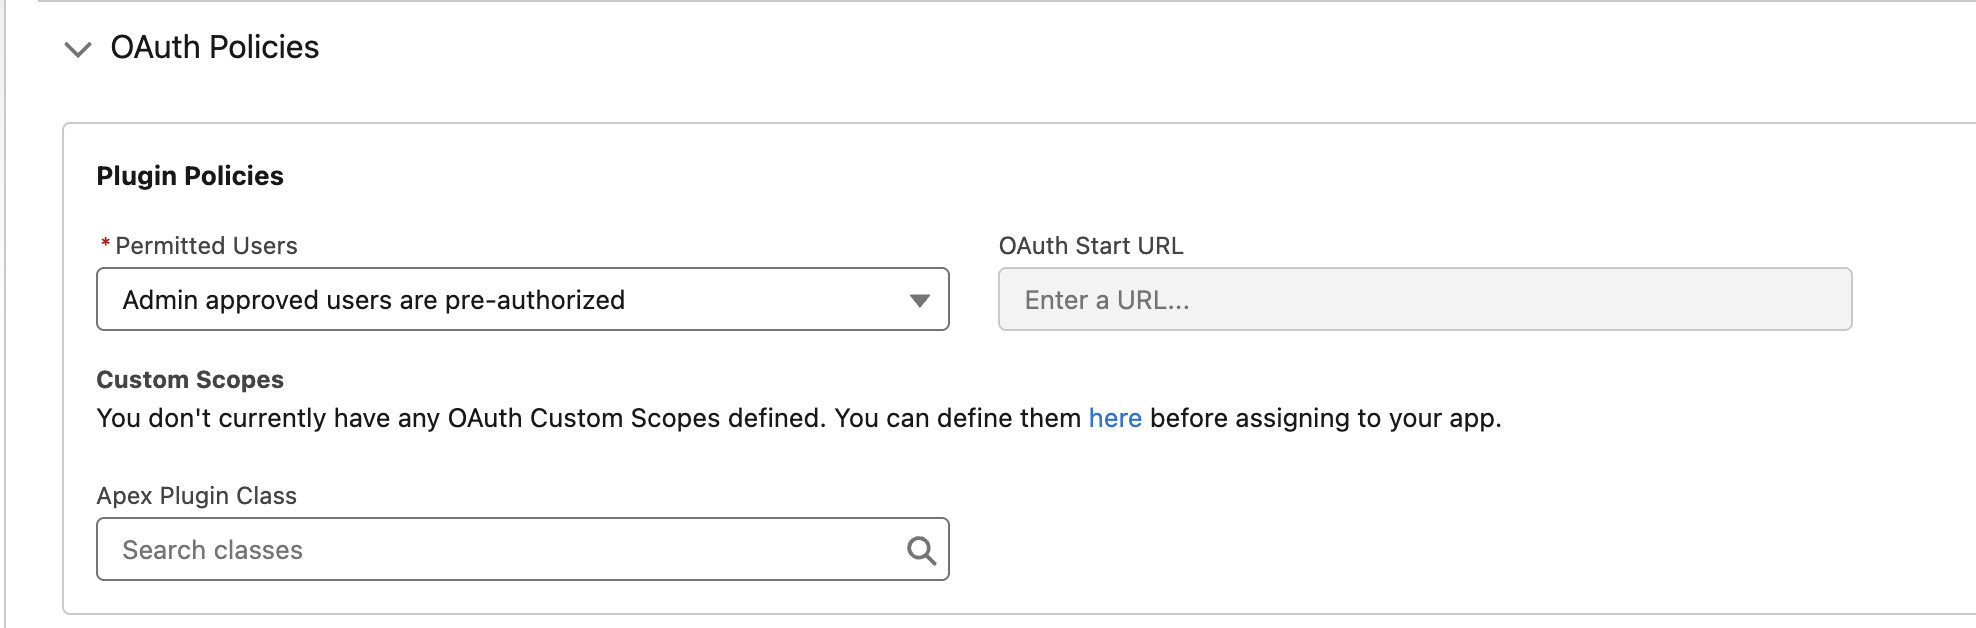 OAuth Policies
Plugin Policies
* Permitted Users
OAuth Start URL
Admin approved users are pre-authorized
Enter a URL...
Custom Scopes
You don't currently have any OAuth Custom Scopes defined. You can define them here before assigning to your app.
Apex Plugin Class
Search classes